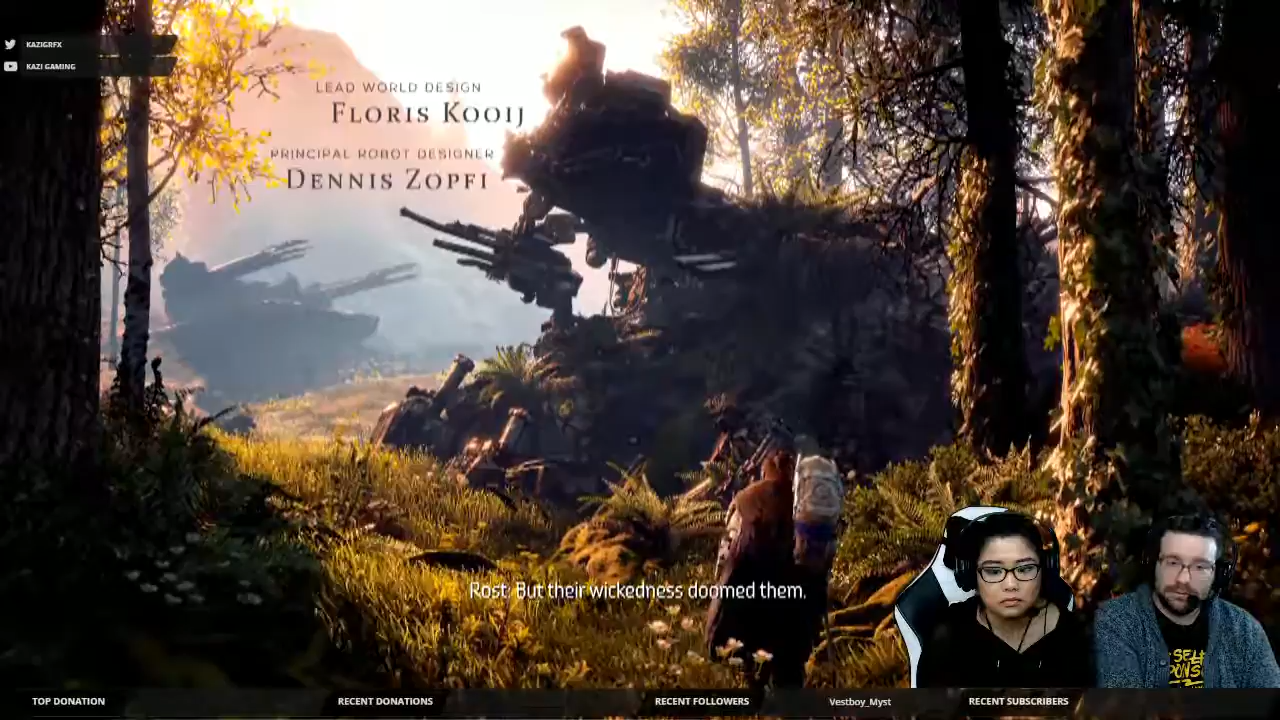 KAZIGRFX
KAZI GAMING
LEAD WORLD DESIGN
FLORIS KOOIJ
PRINCIPAL ROBOT DESIGNER
DENNIS ZOPFI
Rost: But their wickedness doomed them.
SELF
TOP DONATION
RECENT DONATIONS
RECENT FOLLOWERS
Vestboy_Myst
RECENT SUBSCRIBERS